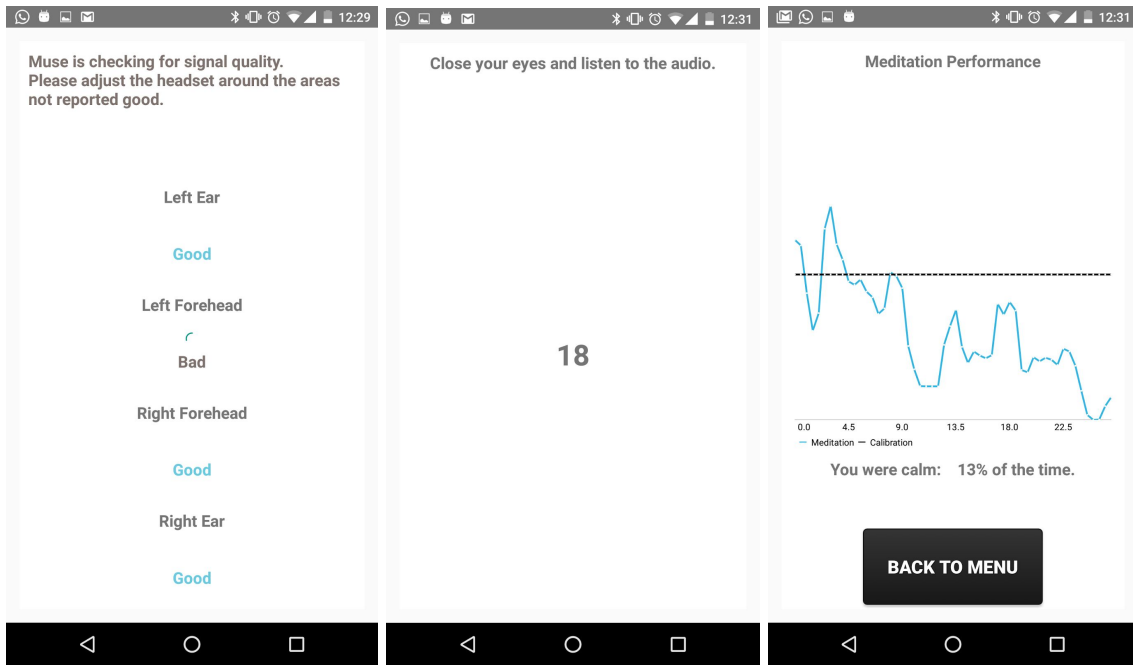 12:29
Muse is checking for signal quality.
Please adjust the headset around the areas
not reported good.
Left Ear
Good
Left Forehead
Bad
Right Forehead
Good
Right Ear
Good
12:31
Close your eyes and listen to the audio.
18
12:31
Meditation Performance
0.0 4.5 9.0 13.5 18.0 22.5
Meditation Calibration
You were calm: 13% of the time.
BACK TO MENU